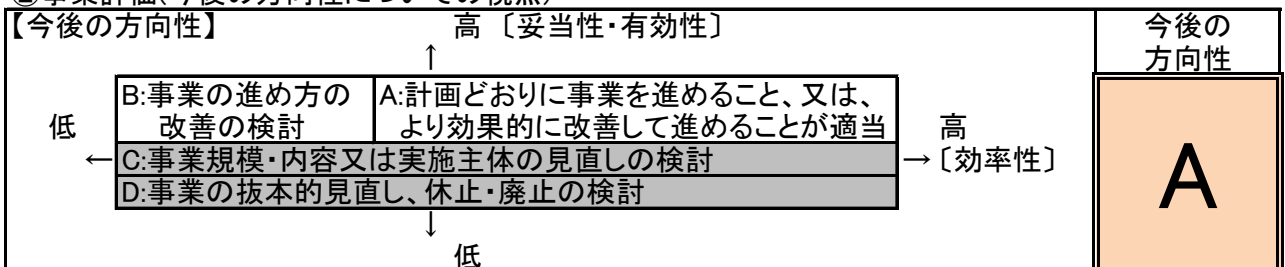 事業評価(今後の方向性についての視点)
【今後の方向性】 高 〔妥当性・有効性〕 今後の
↑ 方向性
B:事業の進め方の A:計画どおりに事業を進めること、又は、
低 改善の検討 より効果的に改善して進めることが適当 高
← C:事業規模・内容又は実施主体の見直しの検討 → 〔効率性〕 A
D:事業の抜本的見直し、休止・廃止の検討
↓
低